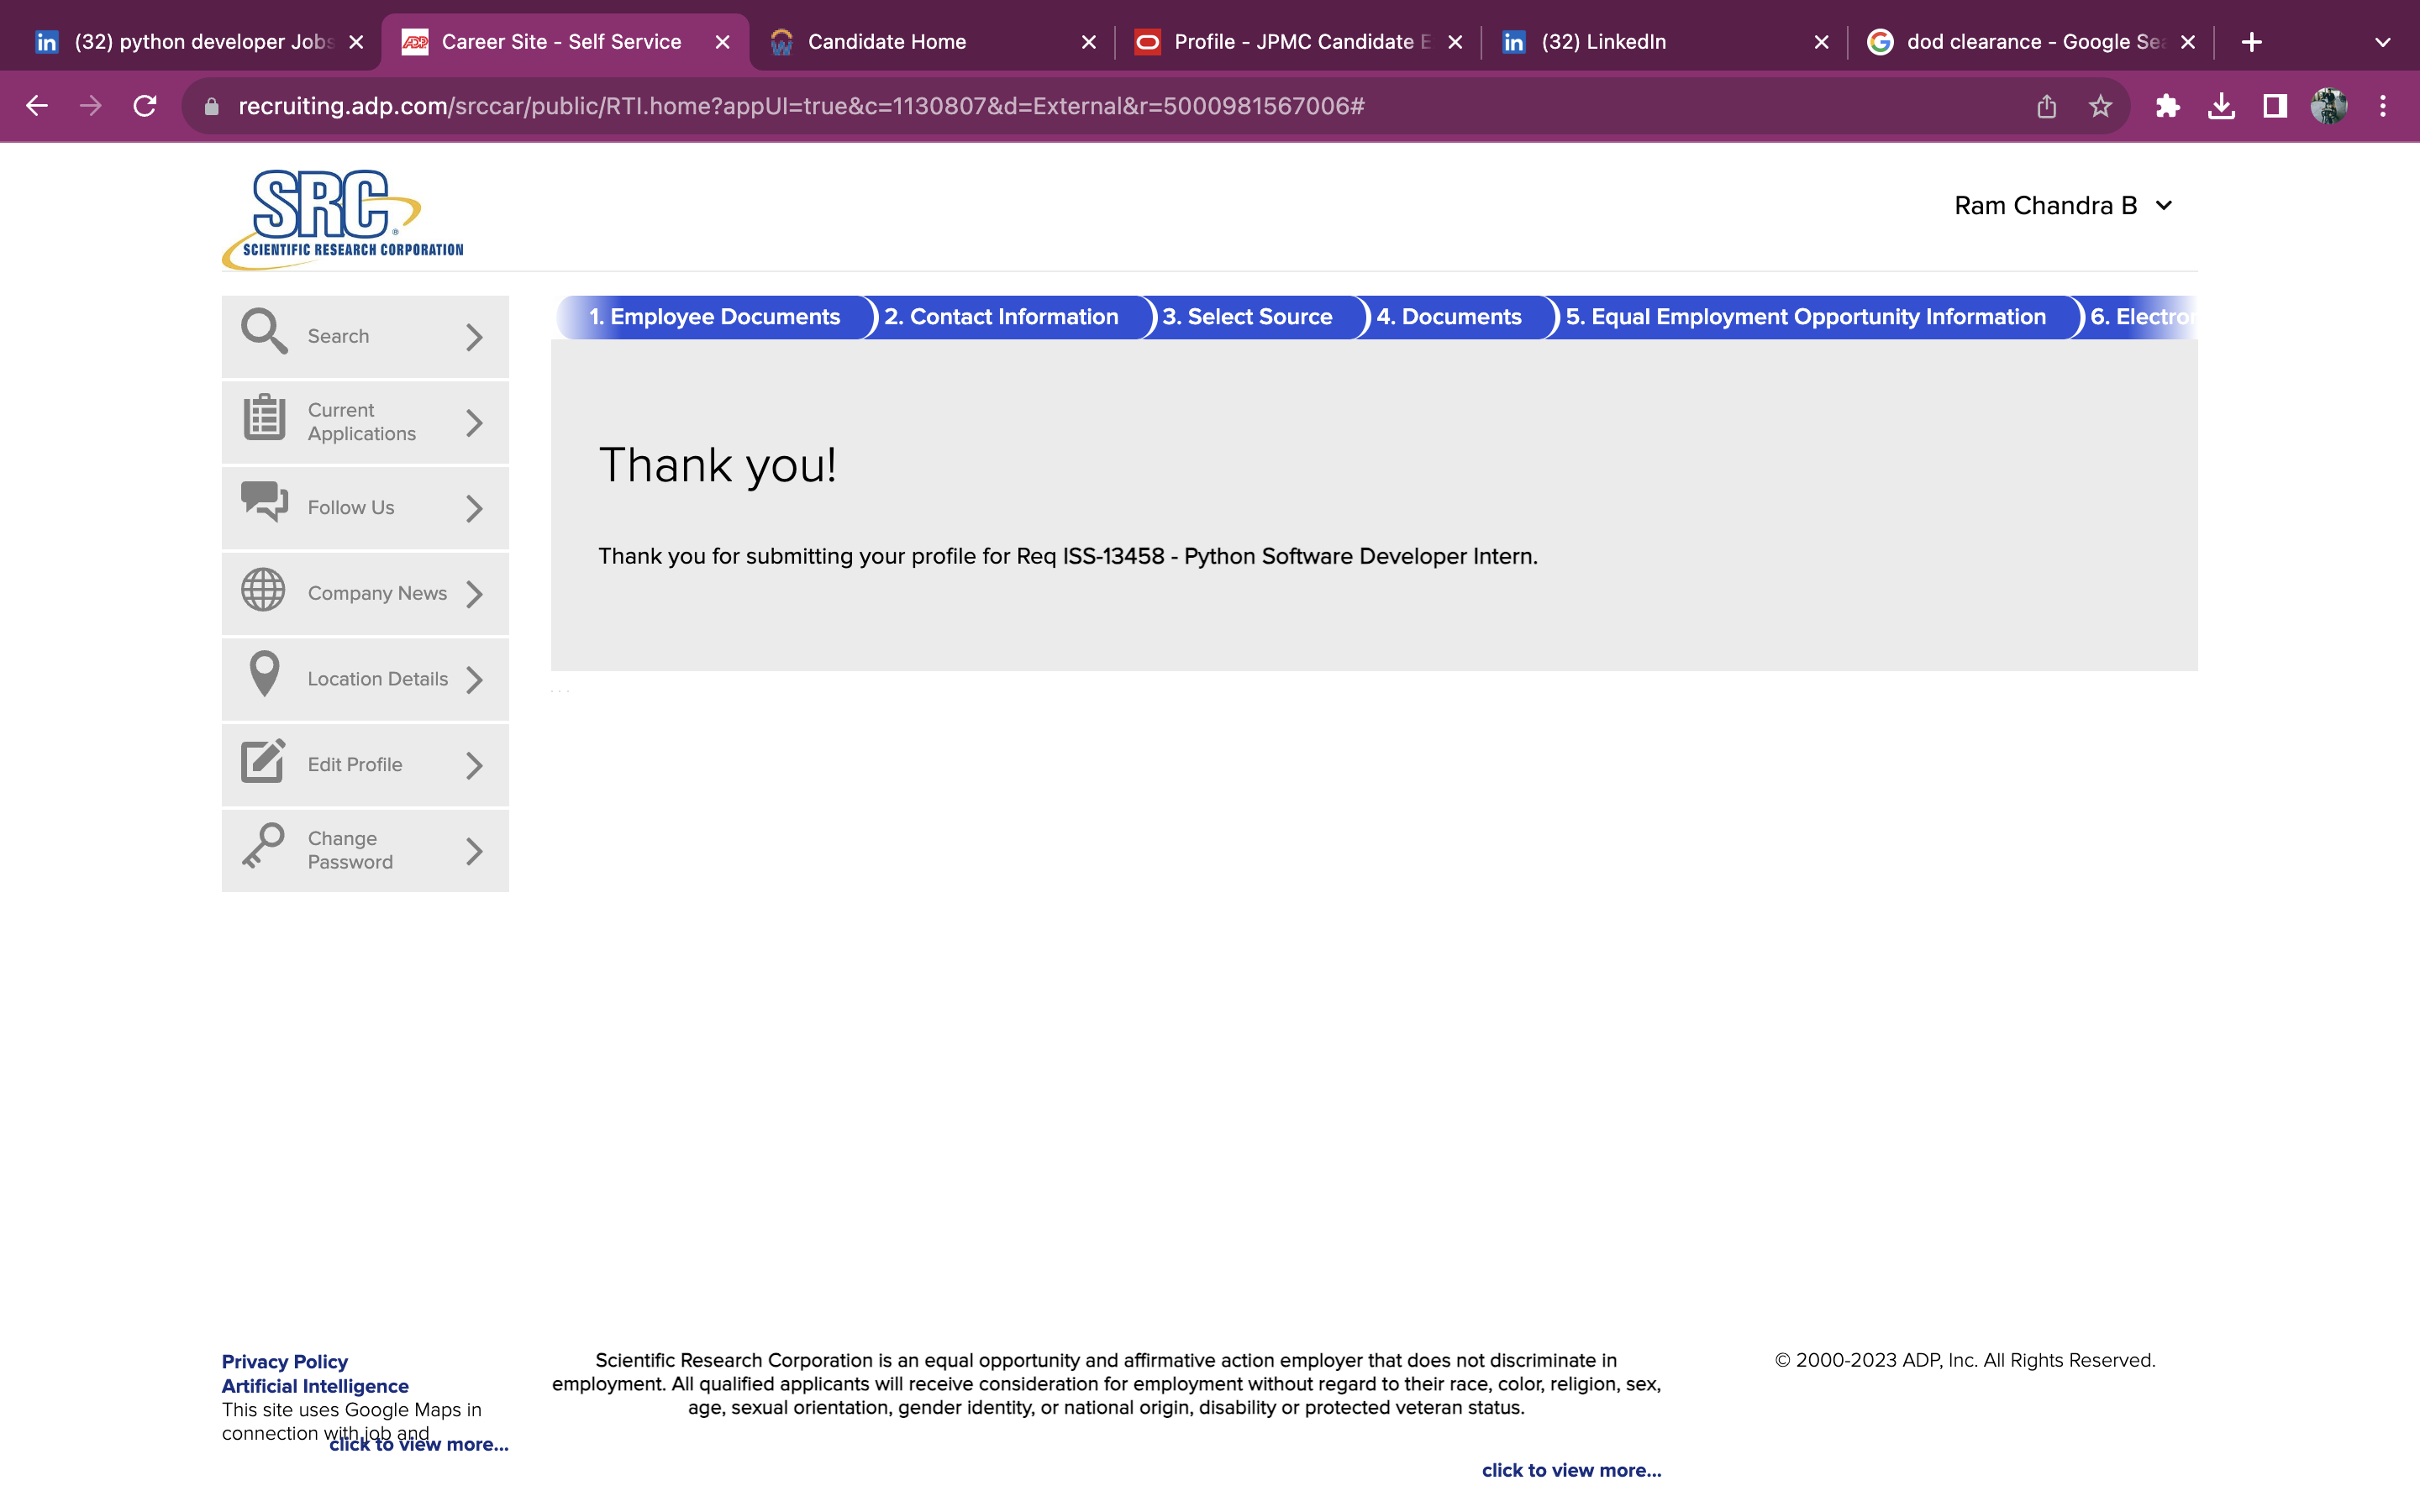 (32) python developer Jobs
Career Site - Self Service
Candidate Home
Profile - JPMC Candidate E
(32) LinkedIn
dod clearance - Google Sea
recruiting.adp.com/srccar/public/RTI.home?appUI=true&c=1130807&d=External&r=5000981567006#
SRC®
SCIENTIFIC RESEARCH CORPORATION
Ram Chandra B
Search
Current
Applications
Follow Us
Company News
Location Details
Edit Profile
Change
Password
1. Employee Documents
2. Contact Information
3. Select Source
4. Documents
5. Equal Employment Opportunity Information
6. Electron
Thank you!
Thank you for submitting your profile for Req ISS-13458 - Python Software Developer Intern.
. . .
Privacy Policy
Artificial Intelligence
This site uses Google Maps in
connection with job and
click to view more...
Scientific Research Corporation is an equal opportunity and affirmative action employer that does not discriminate in
employment. All qualified applicants will receive consideration for employment without regard to their race, color, religion, sex,
age, sexual orientation, gender identity, or national origin, disability or protected veteran status.
click to view more...
© 2000-2023 ADP, Inc. All Rights Reserved.